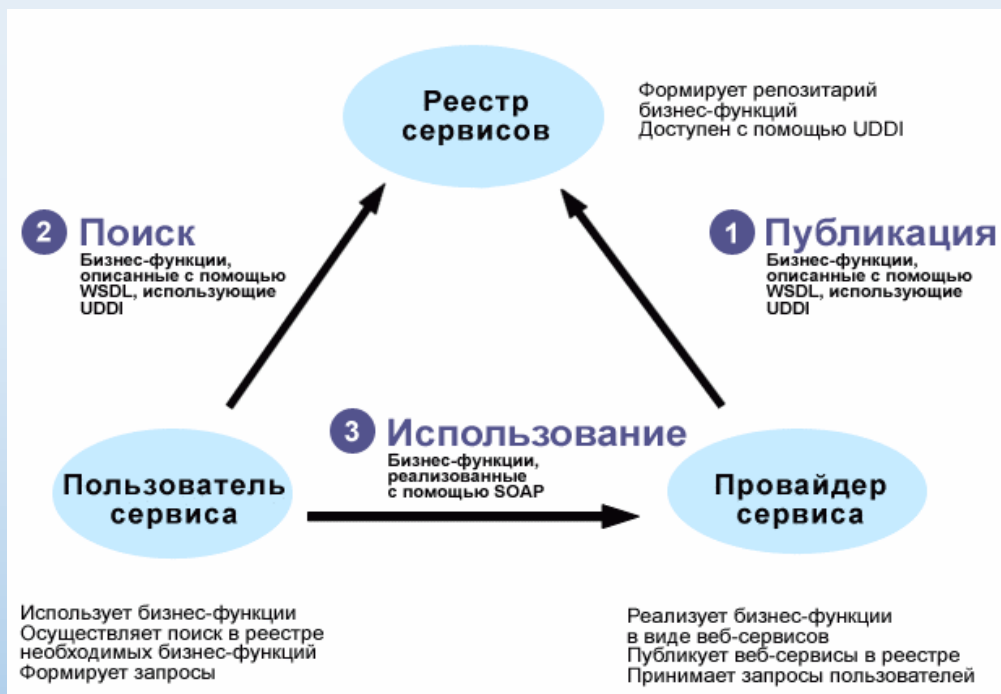 Реестр
сервисов
Формирует репозитарий
бизнес-функций
Доступен с помощью UDDI
2 Поиск
Бизнес-функции,
описанные с помощью
WSDL, использующие
UDDI
1 Публикация
Бизнес-функции,
описанные с помощью
WSDL, использующие
UDDI
3 Использование
Бизнес-функции,
реализованные
с помощью SOAP
Пользователь
сервиса
Провайдер
сервиса
Использует бизнес-функции
Осуществляет поиск в реестре
необходимых бизнес-функций
Формирует запросы
Реализует бизнес-функции
в виде веб-сервисов
Публикует веб-сервисы в реестре
Принимает запросы пользователей